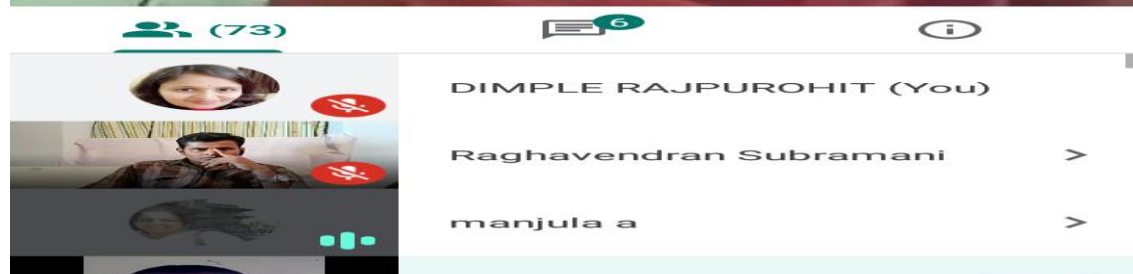 (73)
6
DIMPLE RAJPUROHIT (You)
Raghavendran Subramani
manjula a